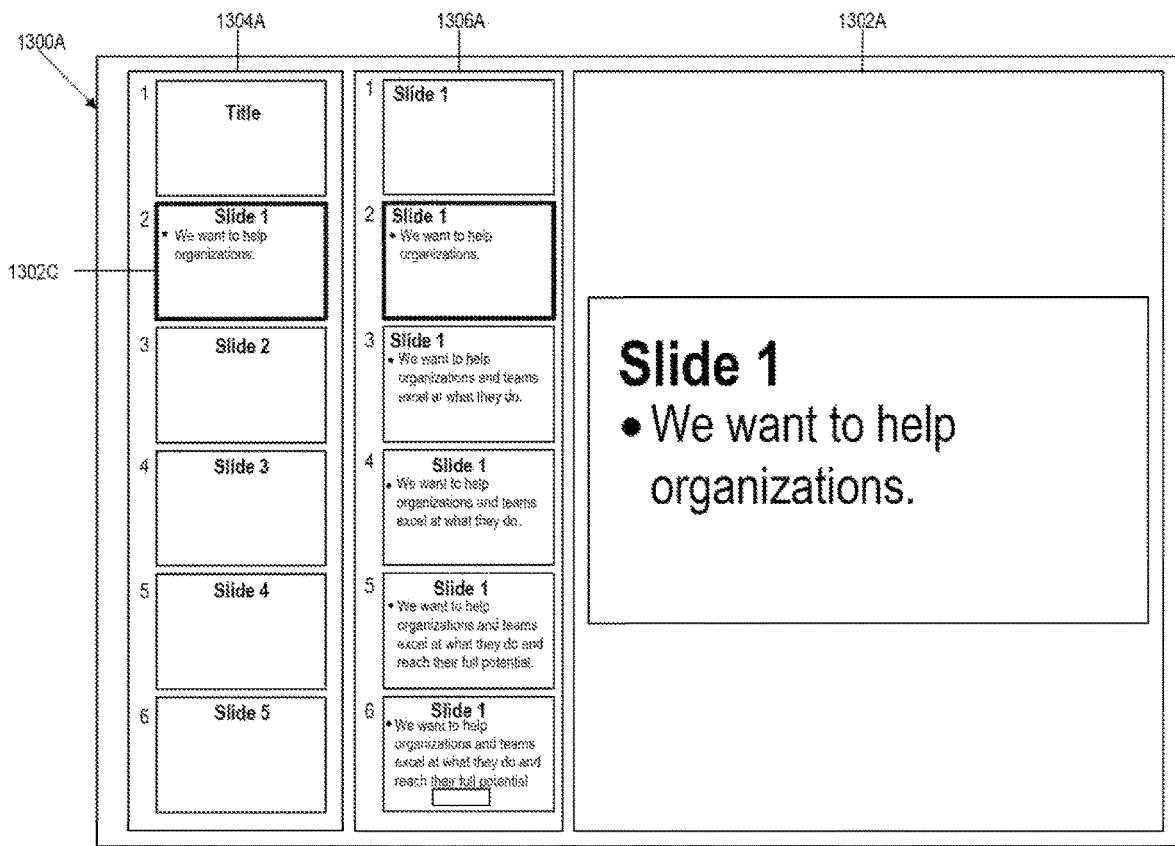 1304A
1306A
1302A
1300A
1
Title
2
Slide 1
• We want to help
organizations.
1302C
3
Slide 2
4
Slide 3
5
Slide 4
6
Slide 5
1
Slide 1
2
Slide 1
• We want to help
organizations.
3
Slide 1
• We want to help
organizations and teams
excel at what they do.
4
Slide 1
• We want to help
organizations and teams
excel at what they do.
5
Slide 1
• We want to help
organizations and teams
excel at what they do and
reach their full potential.
6
Slide 1
• We want to help
organizations and teams
excel at what they do and
reach their full potential
Slide 1
• We want to help
organizations.